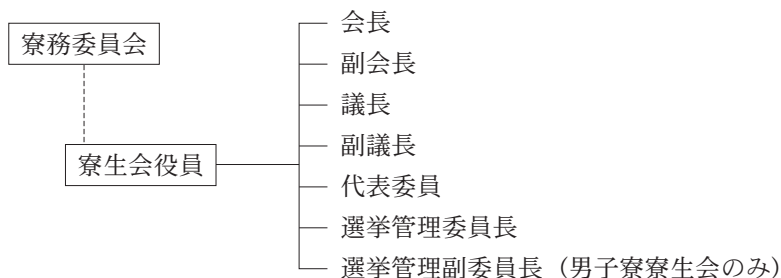 寮務委員会
寮生会役員
会長
副会長
議長
副議長
代表委員
選挙管理委員長
選挙管理副委員長（男子寮寮生会のみ）